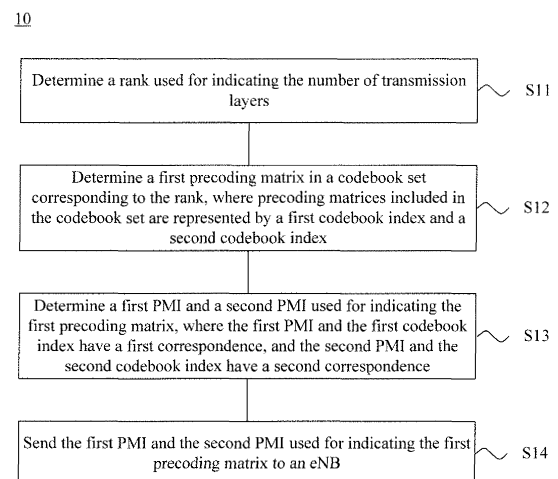 10
Determine a rank used for indicating the number of transmission
layers
S11
Determine a first precoding matrix in a codebook set
corresponding to the rank, where precoding matrices included in
the codebook set are represented by a first codebook index and a
second codebook index
S12
Determine a first PMI and a second PMI used for indicating the
first precoding matrix, where the first PMI and the first codebook
index have a first correspondence, and the second PMI and the
second codebook index have a second correspondence
S13
Send the first PMI and the second PMI used for indicating the first
precoding matrix to an eNB
S14